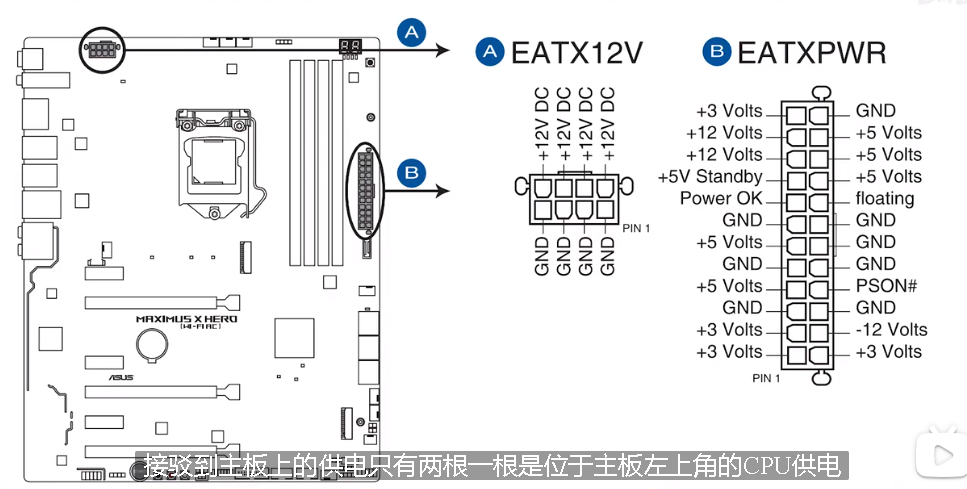 A
A EATX12V
B EATXPWR
+12V DC
+12V DC
+12V DC
+12V DC
GND
GND
GND
GND
PIN 1
B
+3 Volts GND
+12 Volts +5 Volts
+12 Volts +5 Volts
+5V Standby +5 Volts
Power OK floating
GND GND
+5 Volts GND
GND GND
+5 Volts PSON#
GND GND
+3 Volts -12 Volts
+3 Volts +3 Volts
PIN 1
MAXIMUS X HERO
(WI-FI AC)
ASUS
接驳到主板上的供电只有两根一根是位于主板左上角的CPU供电